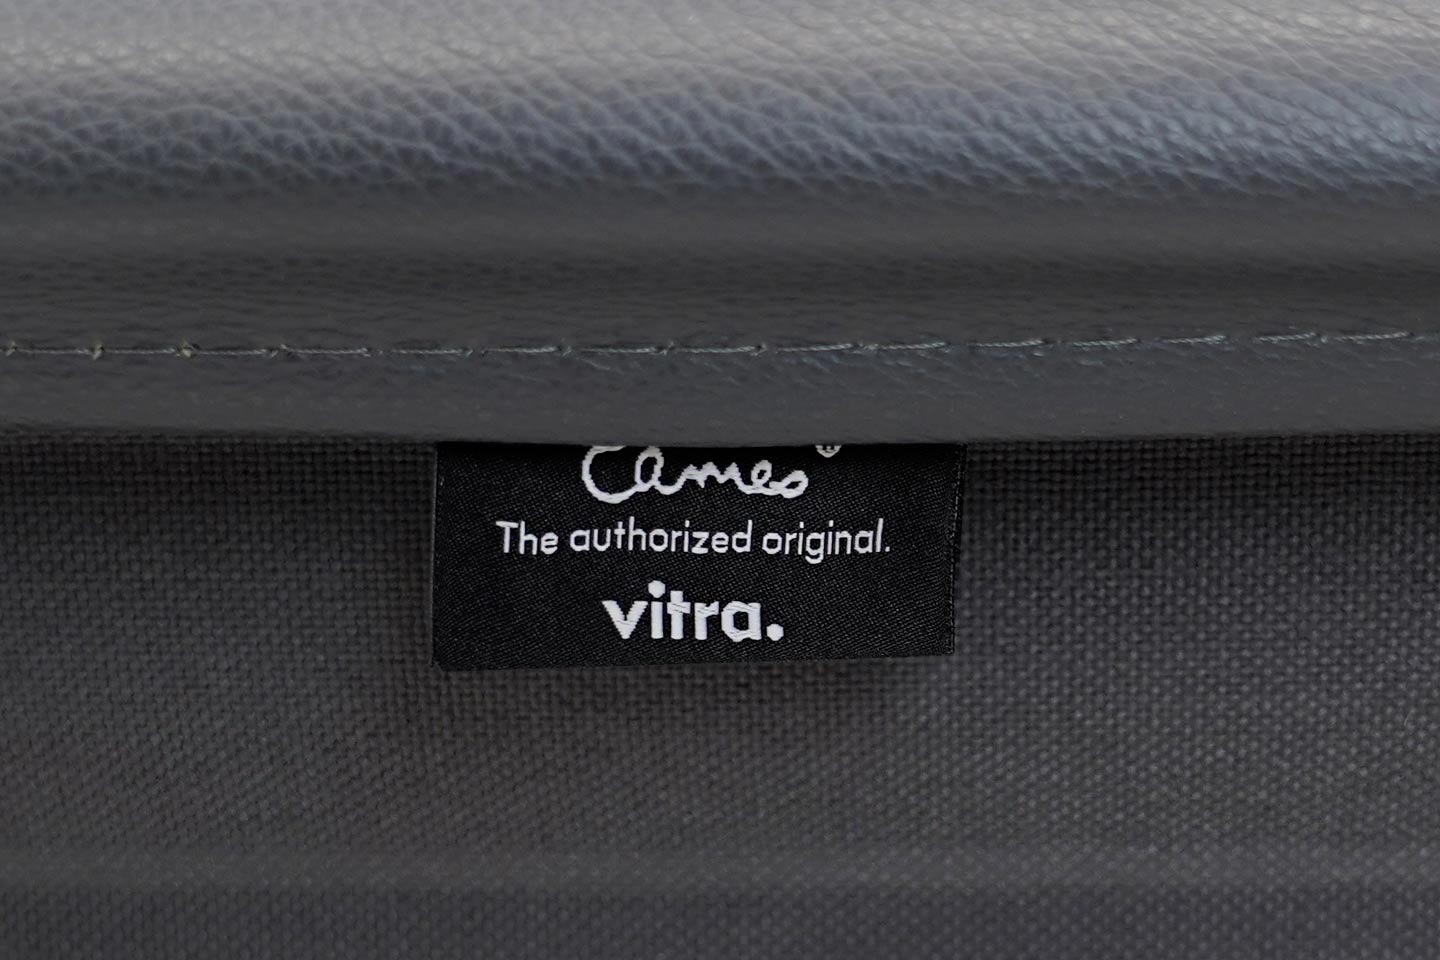 Eames®
The authorized original.
vitra.